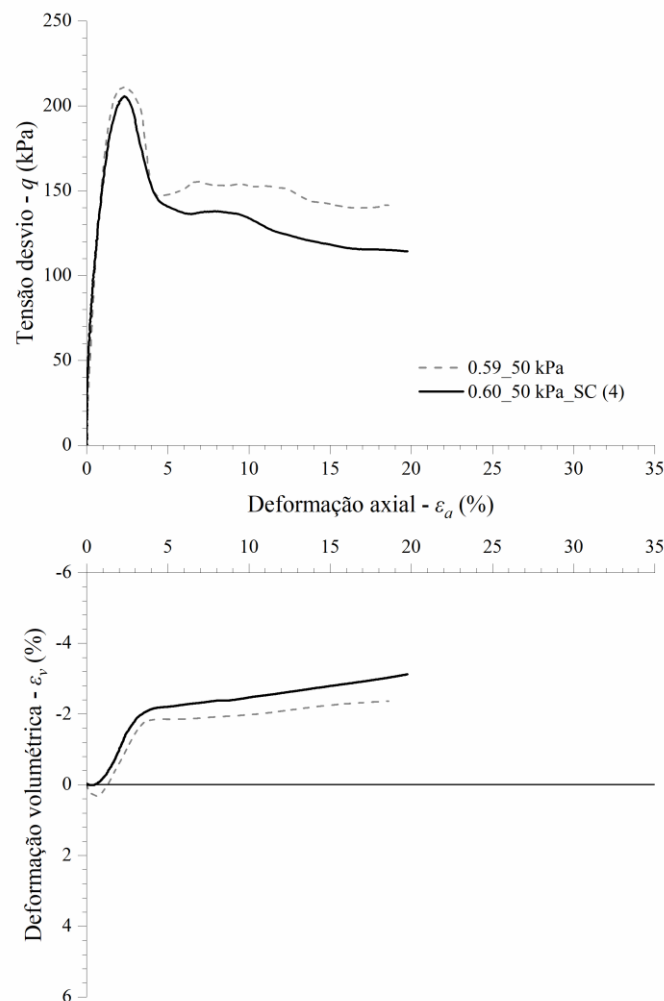 250
200
150
100
50
0
Tensão desvio - q (kPa)
0.59_50 kPa
0.60_50 kPa_SC (4)
0 5 10 15 20 25 30 35
Deformação axial - εa (%)
0 5 10 15 20 25 30 35
-6
-4
-2
0
2
4
6
Deformação volumétrica - εv (%)